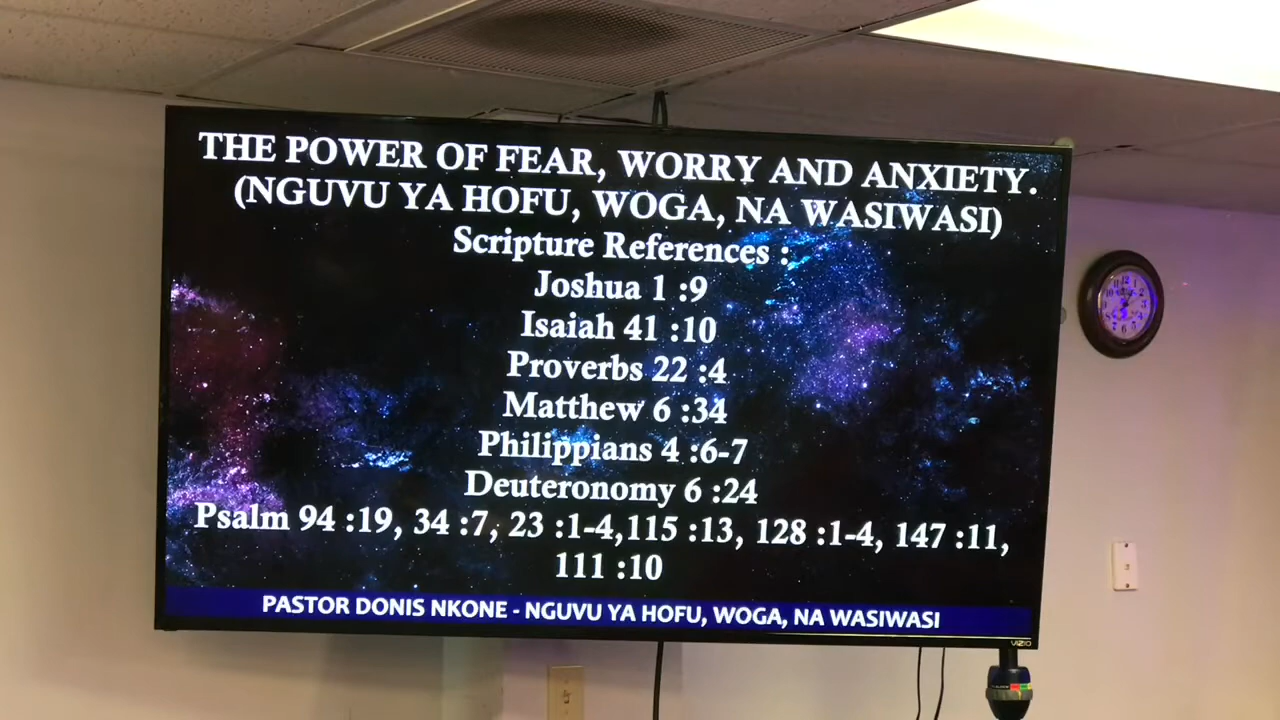 THE POWER OF FEAR, WORRY AND ANXIETY.
(NGUVU YA HOFU, WOGA, NA WASIWASI)
Scripture References :
Joshua 1 :9
Isaiah 41 :10
Proverbs 22 :4
Matthew 6 :34
Philippians 4 :6-7
Deuteronomy 6 :24
Psalm 94 :19, 34 :7, 23 :1-4,115 :13, 128 :1-4, 147 :11,
111 :10
PASTOR DONIS NKONE - NGUVU YA HOFU, WOGA, NA WASIWASI
VIZIO